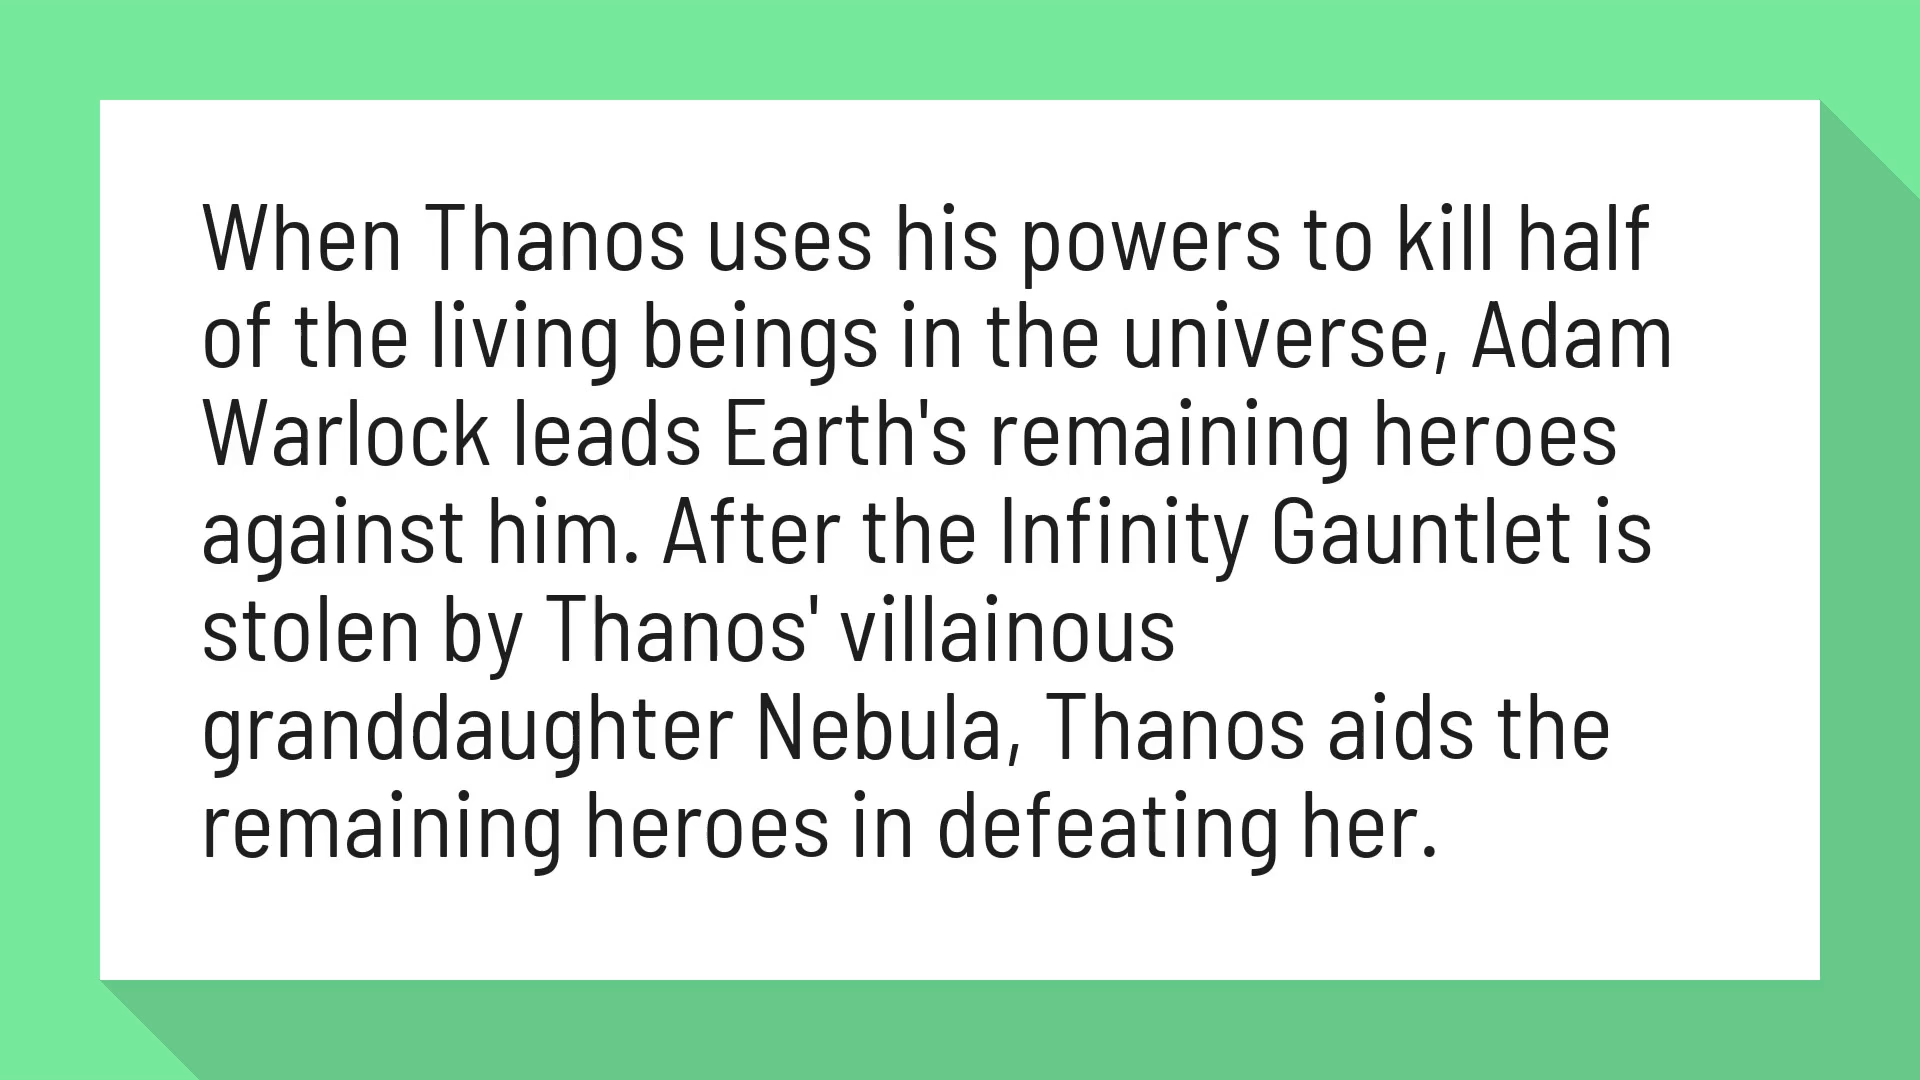 When Thanos uses his powers to kill half
of the living beings in the universe, Adam
Warlock leads Earth's remaining heroes
against him. After the Infinity Gauntlet is
stolen by Thanos' villainous
granddaughter Nebula, Thanos aids the
remaining heroes in defeating her.